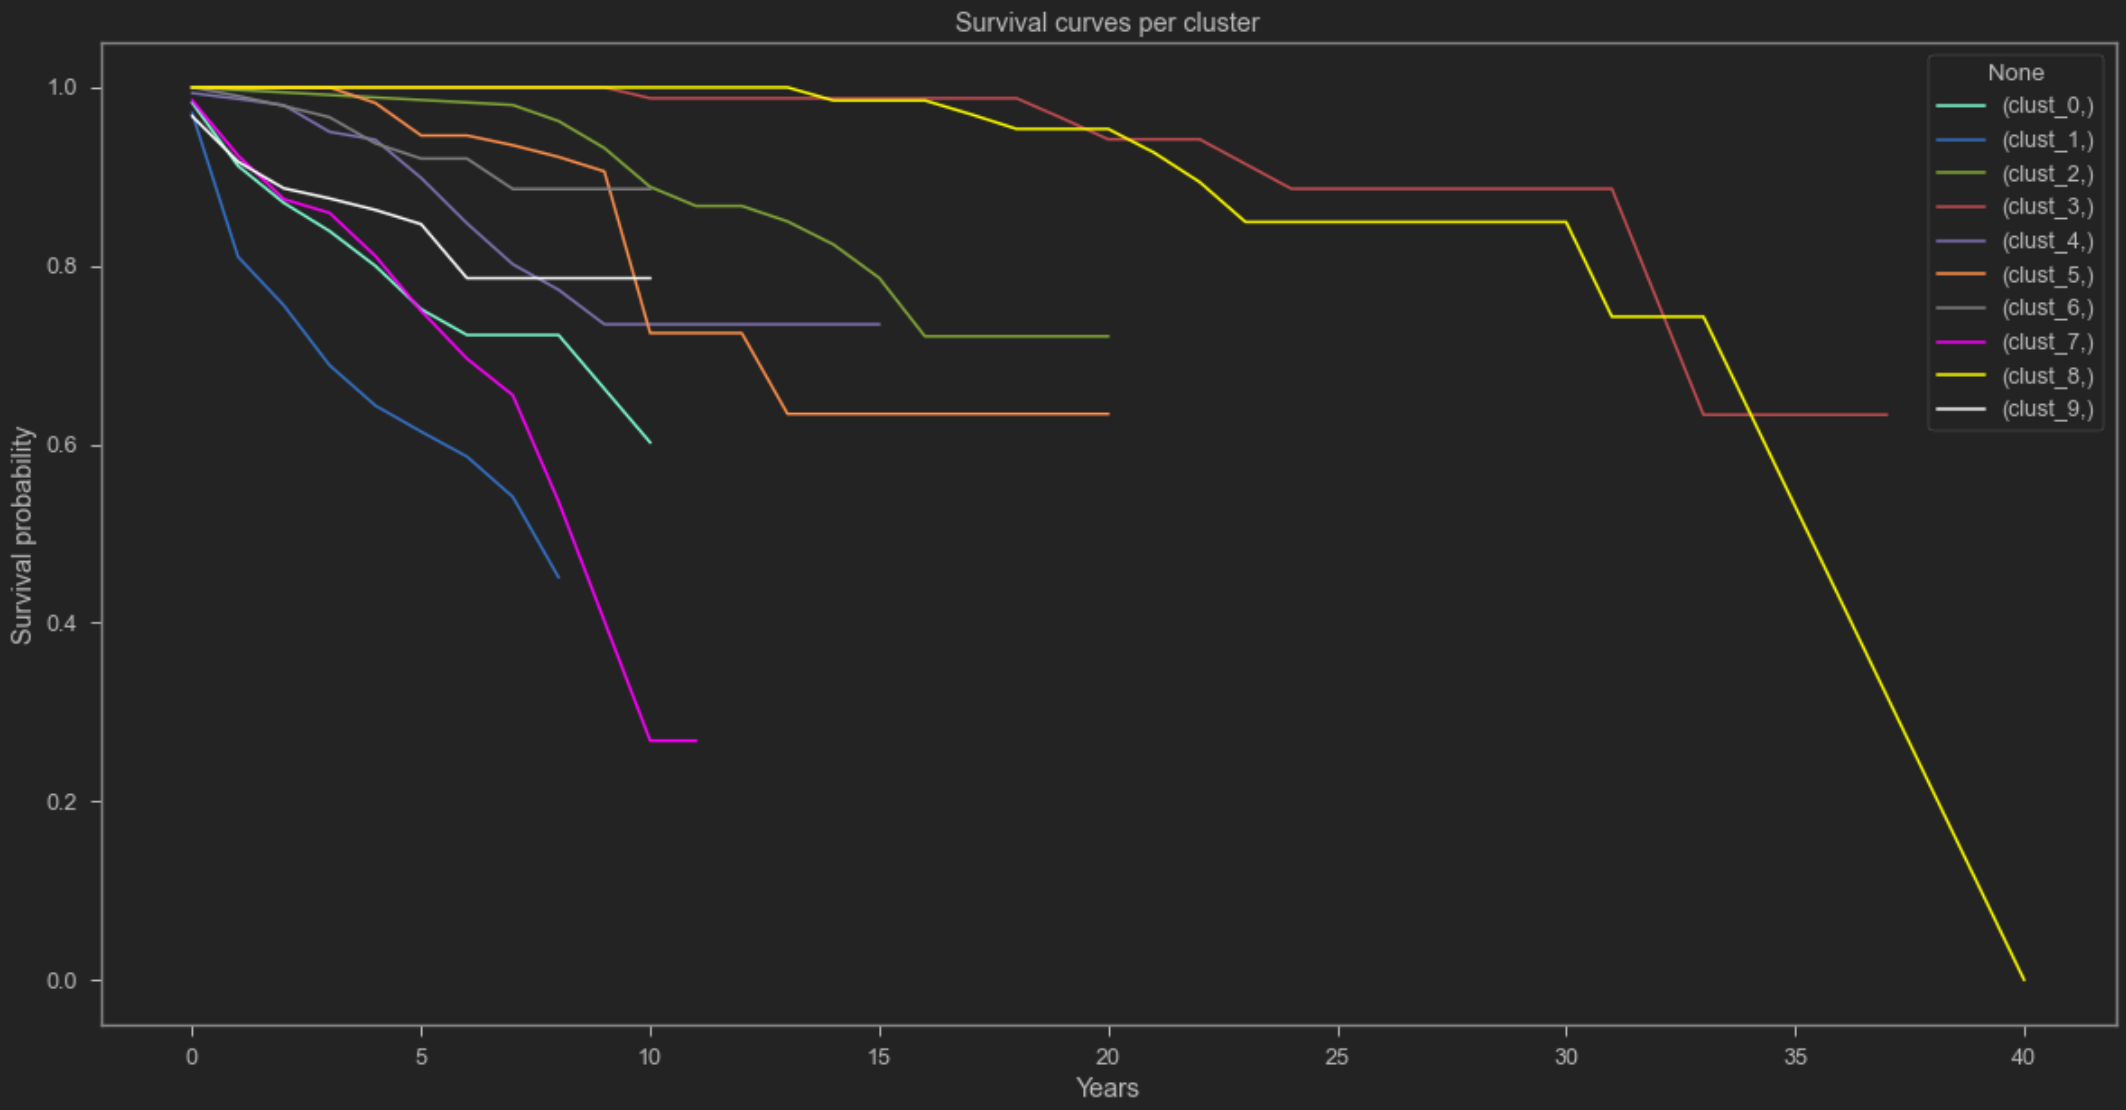 Survival curves per cluster
None
(clust_0,)
(clust_1,)
(clust_2,)
(clust_3,)
(clust_4,)
(clust_5,)
(clust_6,)
(clust_7,)
(clust_8,)
(clust_9,)
Survival probability
1.0
0.8
0.6
0.4
0.2
0.0
0 5 10 15 20 25 30 35 40
Years